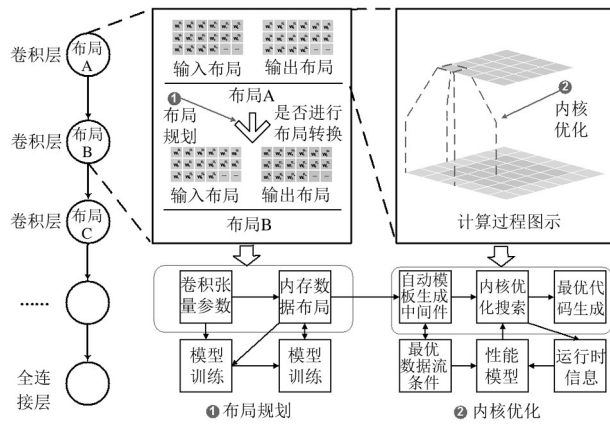 卷积层
布局
A
卷积层
布局
B
卷积层
布局
C
......
全连
接层
输入布局
输出布局
布局A
❶
布局
规划
是否进行
布局转换
输入布局
输出布局
布局B
❷
内核
优化
计算过程图示
卷积张
量参数
内存数
据布局
模型
训练
模型
训练
❶ 布局规划
自动模
板生成
中间件
内核优
化搜索
最优代
码生成
最优
数据流
条件
性能
模型
运行时
信息
❷ 内核优化